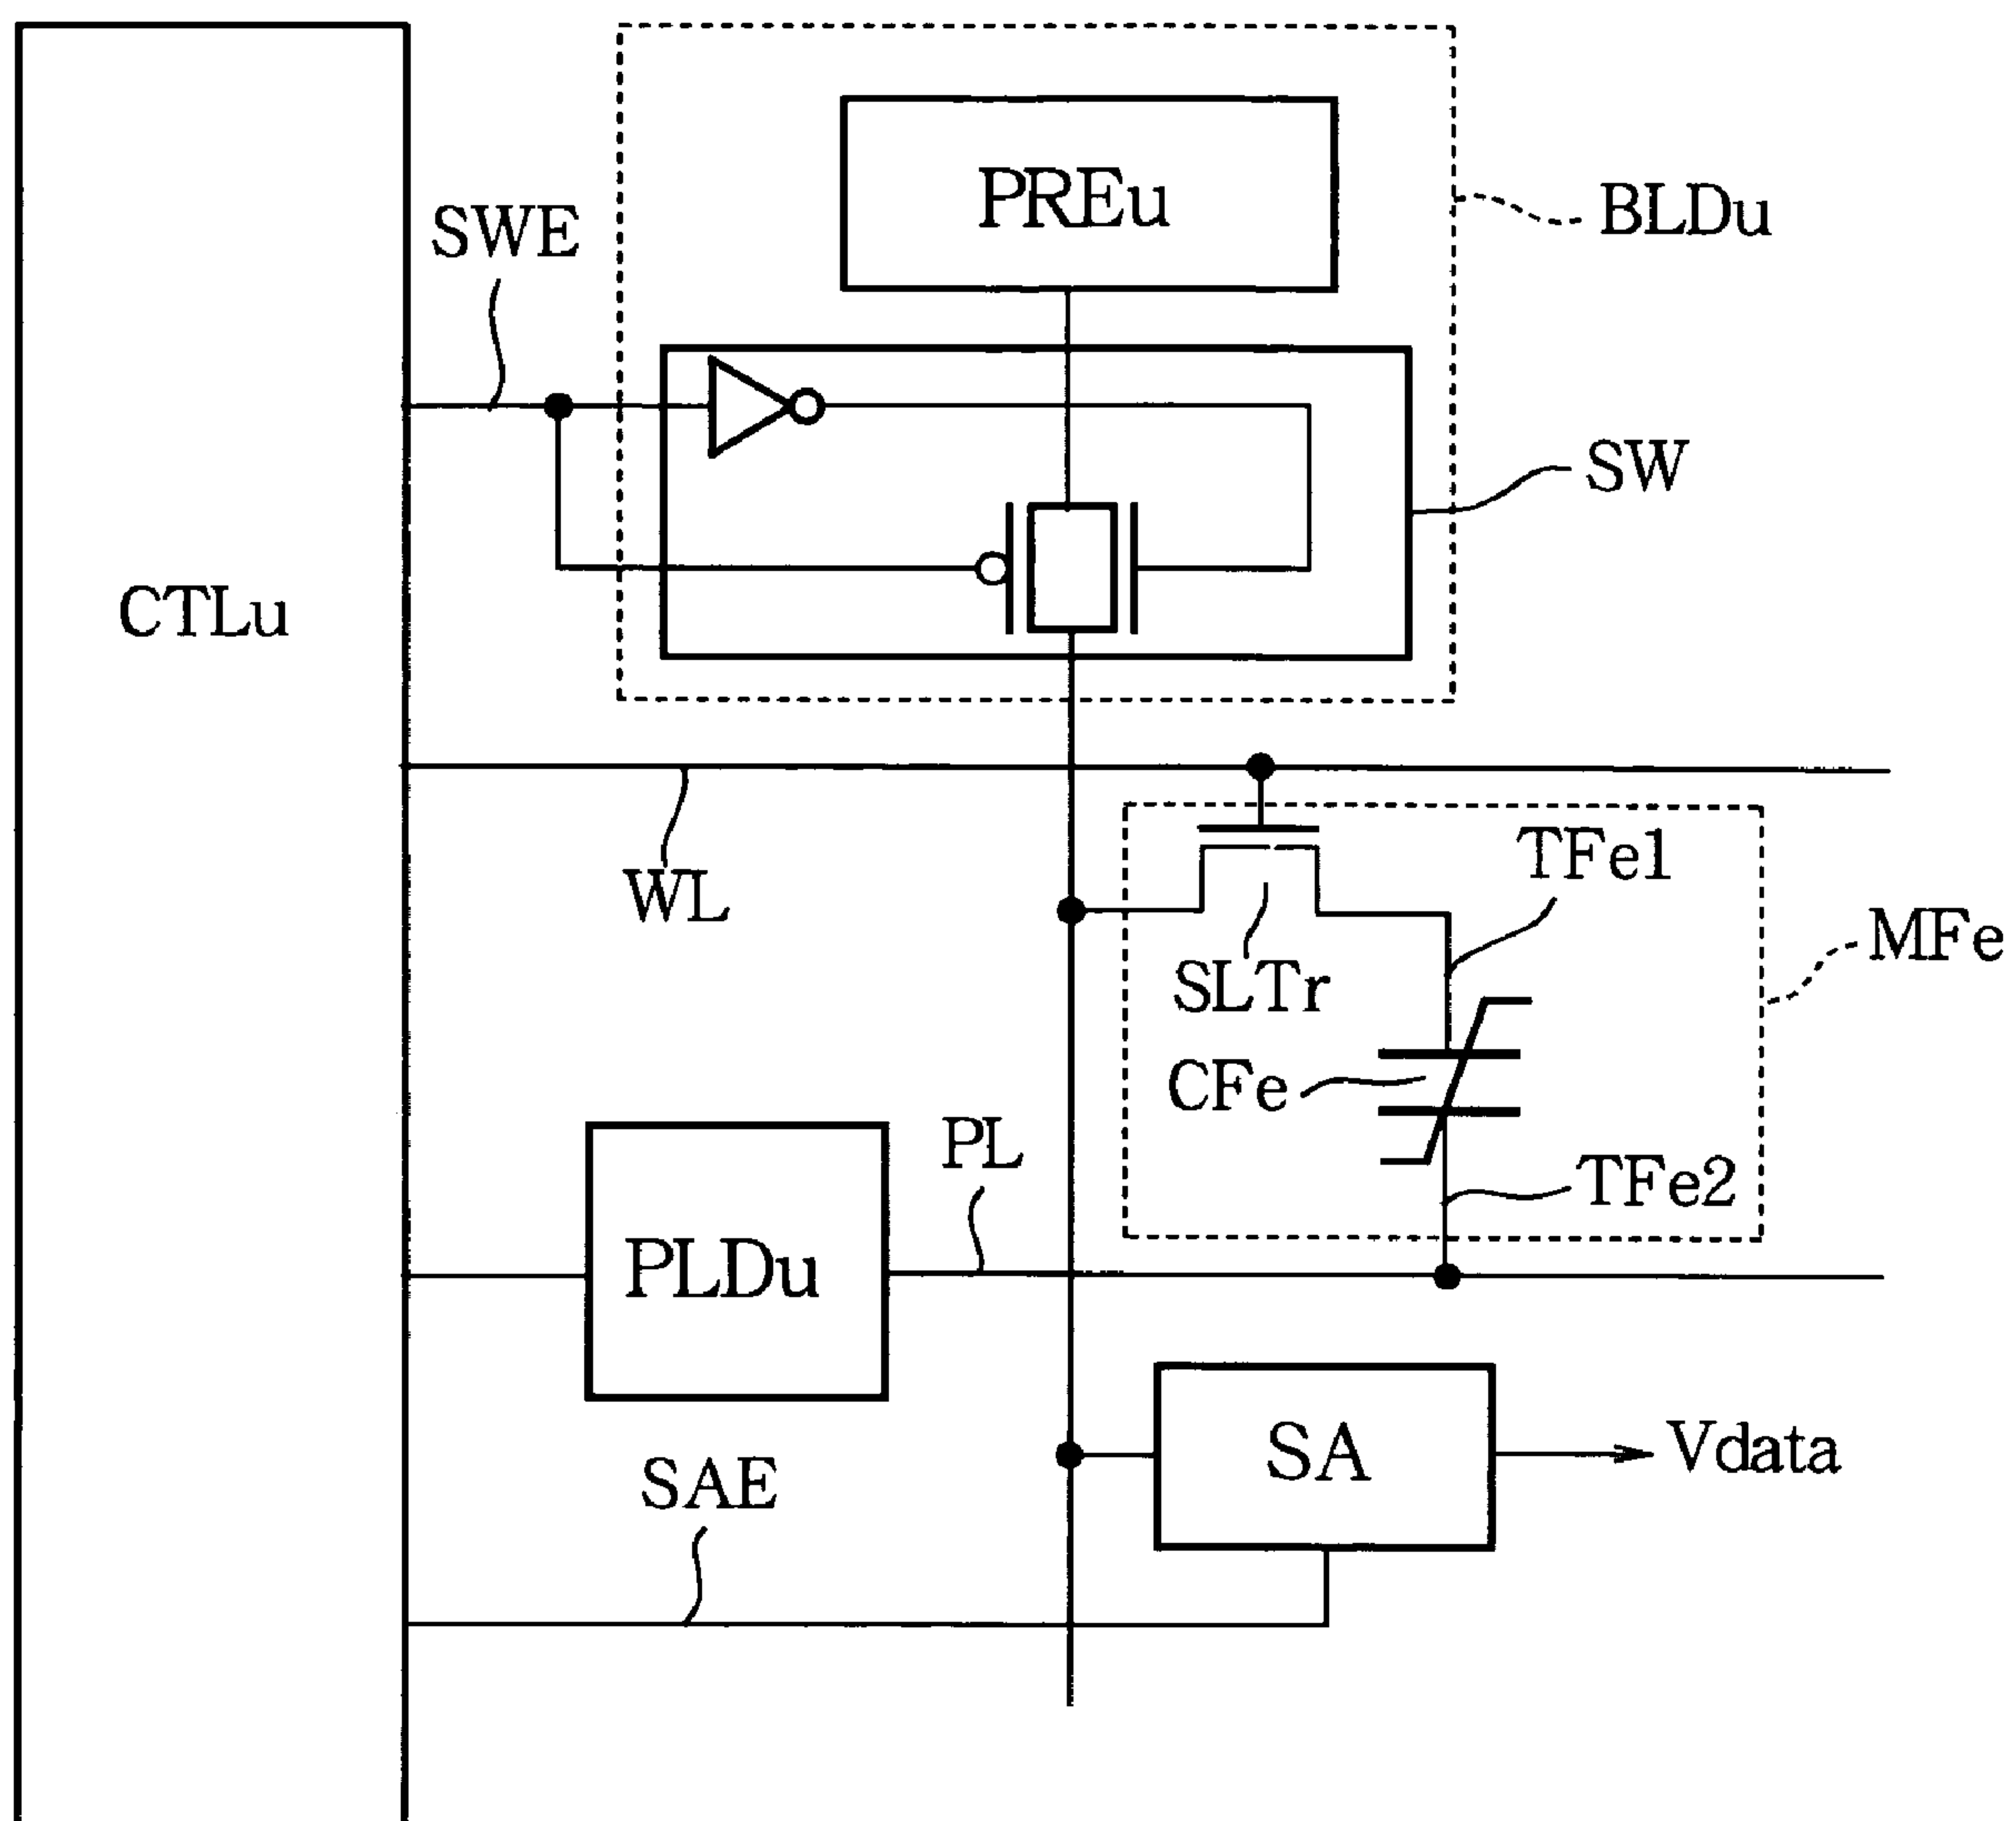 PREu
BLDu
SWE
SW
CTLu
WL
TFe1
MFe
SLTr
CFe
PL
TFe2
PLDu
SA
Vdata
SAE